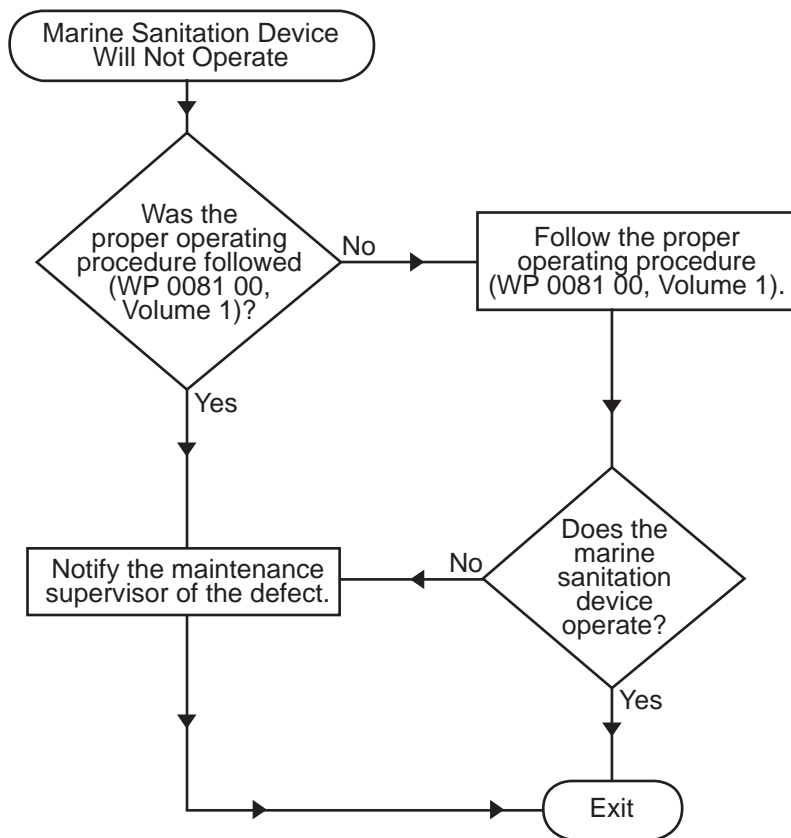 Marine Sanitation Device
Will Not Operate
Was the
proper operating
procedure followed
(WP 0081 00,
Volume 1)?
No
Follow the proper
operating procedure
(WP 0081 00, Volume 1).
Yes
Does the
marine
sanitation
device
operate?
No
Notify the maintenance
supervisor of the defect.
Yes
Exit